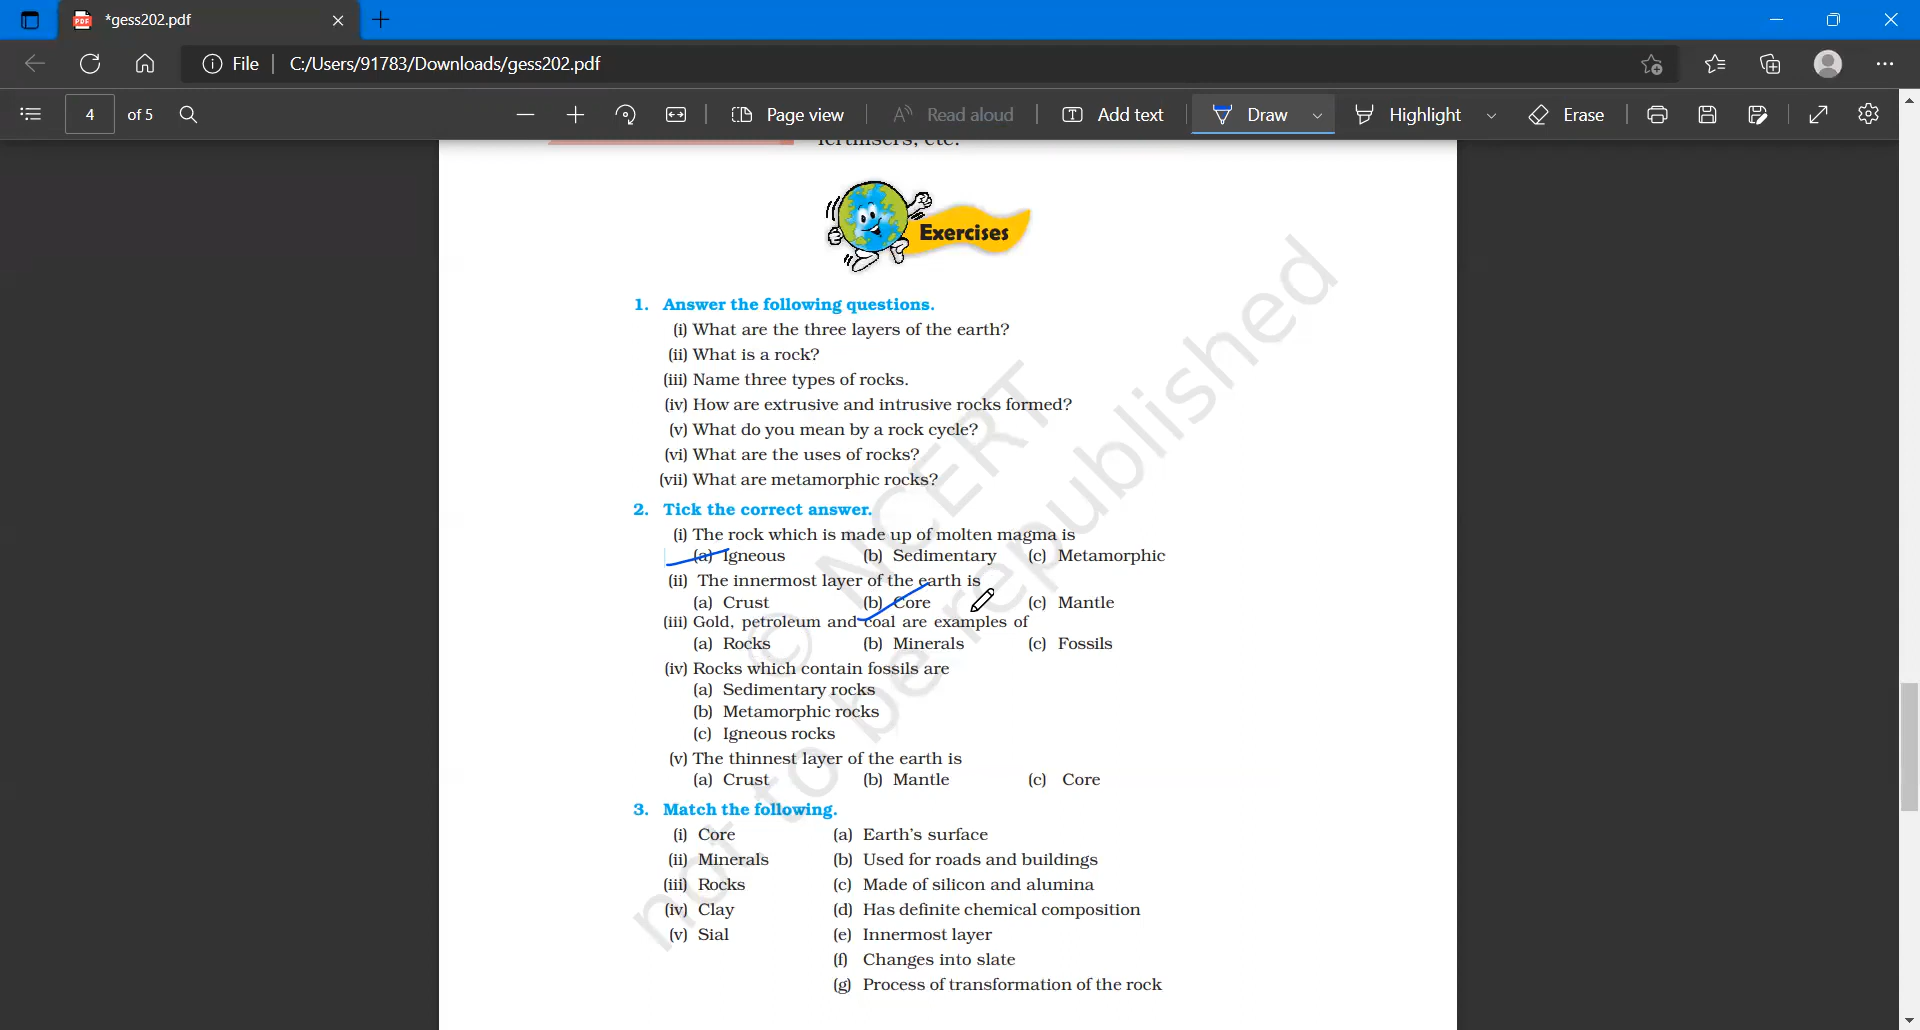 *gess202.pdf
File C:/Users/91783/Downloads/gess202.pdf
4 of 5 Page view Read aloud Add text Draw Highlight Erase
fertilisers, etc.
Exercises
1. Answer the following questions.
(i) What are the three layers of the earth?
(ii) What is a rock?
(iii) Name three types of rocks.
(iv) How are extrusive and intrusive rocks formed?
(v) What do you mean by a rock cycle?
(vi) What are the uses of rocks?
(vii) What are metamorphic rocks?
2. Tick the correct answer.
(i) The rock which is made up of molten magma is
(a) Igneous (b) Sedimentary (c) Metamorphic
(ii) The innermost layer of the earth is
(a) Crust (b) Core (c) Mantle
(iii) Gold, petroleum and coal are examples of
(a) Rocks (b) Minerals (c) Fossils
(iv) Rocks which contain fossils are
(a) Sedimentary rocks
(b) Metamorphic rocks
(c) Igneous rocks
(v) The thinnest layer of the earth is
(a) Crust (b) Mantle (c) Core
3. Match the following.
(i) Core (a) Earth's surface
(ii) Minerals (b) Used for roads and buildings
(iii) Rocks (c) Made of silicon and alumina
(iv) Clay (d) Has definite chemical composition
(v) Sial (e) Innermost layer
(f) Changes into slate
(g) Process of transformation of the rock
© NCERT
not to be republished